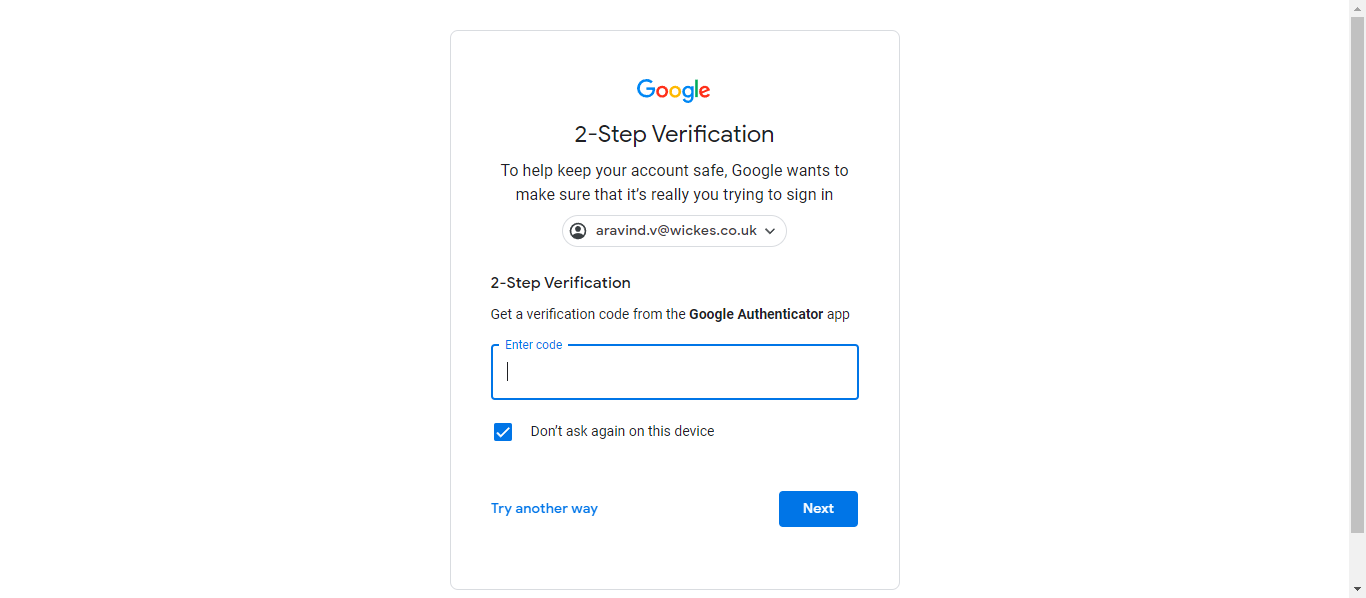 Google
2-Step Verification
To help keep your account safe, Google wants to
make sure that it’s really you trying to sign in
aravind.v@wickes.co.uk
2-Step Verification
Get a verification code from the Google Authenticator app
Enter code
Don’t ask again on this device
Try another way
Next